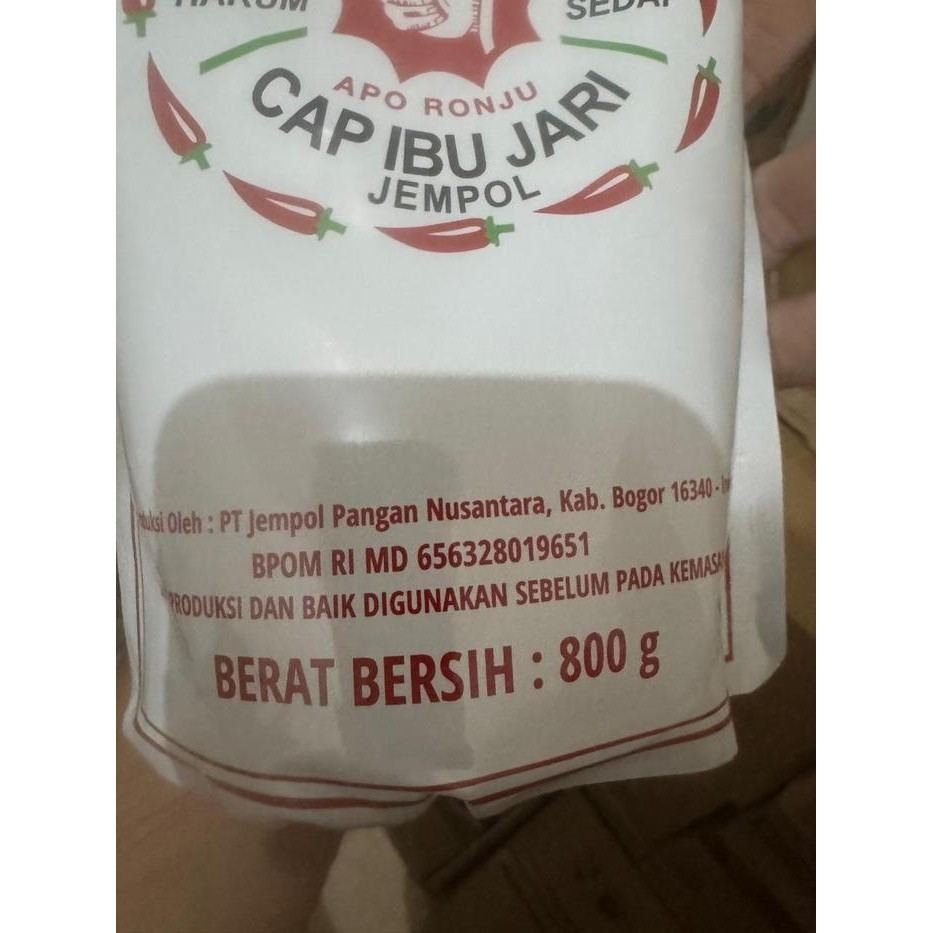 HARUM
SEDAP
APO RONJU
CAP IBU JARI
JEMPOL
Oleh : PT Jempol Pangan Nusantara, Kab. Bogor 16340 -
BPOM RI MD 656328019651
PRODUKSI DAN BAIK DIGUNAKAN SEBELUM PADA KEMASAN
BERAT BERSIH : 800 g